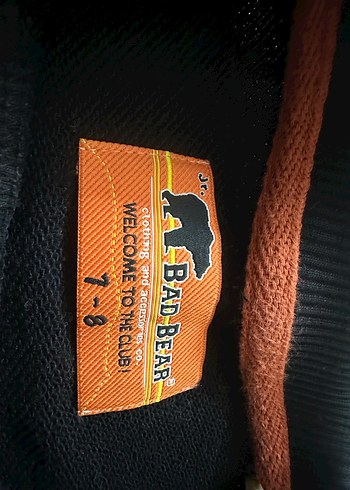 Jr.
BAD BEAR®
clothing and accessories co.
WELCOME TO THE CLUB!
7-8